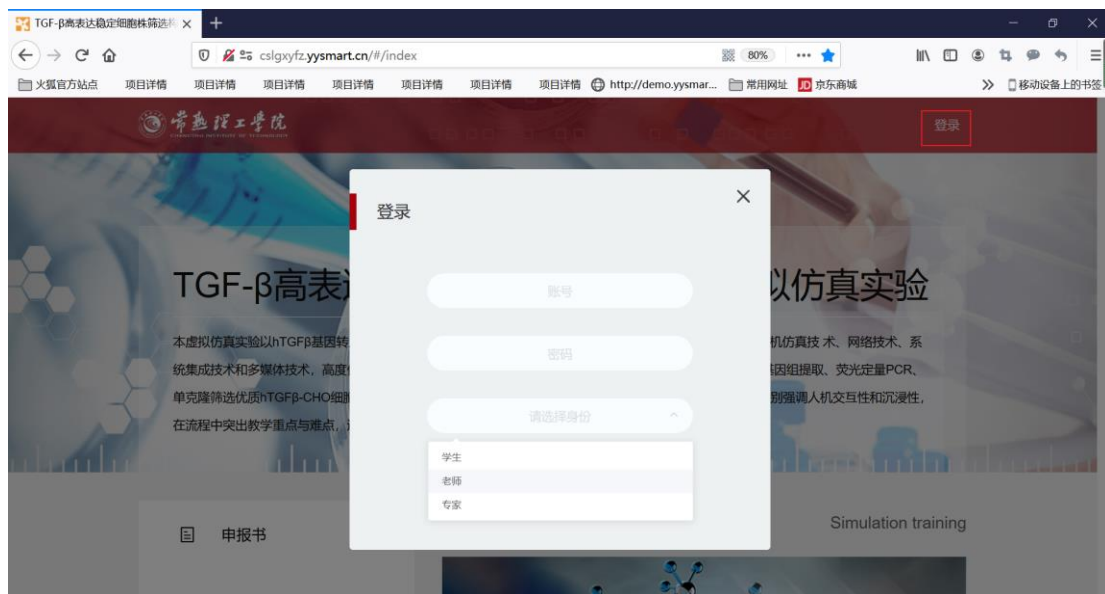 TGF-β高表达稳定细胞株筛选
cslgxyfz.yysmart.cn/#/index
80%
火狐官方站点 项目详情 项目详情 项目详情 项目详情 项目详情 项目详情 项目详情 http://demo.yysmar... 常用网址 JD 京东商城 移动设备上的书签
常熟理工学院
登录
登录
TGF-β高表达 拟仿真实验
账号
本虚拟仿真实验以hTGFβ基因转 机仿真技 术、网络技术、系
密码
统集成技术和多媒体技术，高度 基因组提取、荧光定量PCR、
单克隆筛选优质hTGFβ-CHO细胞 别强调人机交互性和沉浸性，
请选择身份
在流程中突出教学重点与难点，
学生
老师
专家
申报书
Simulation training